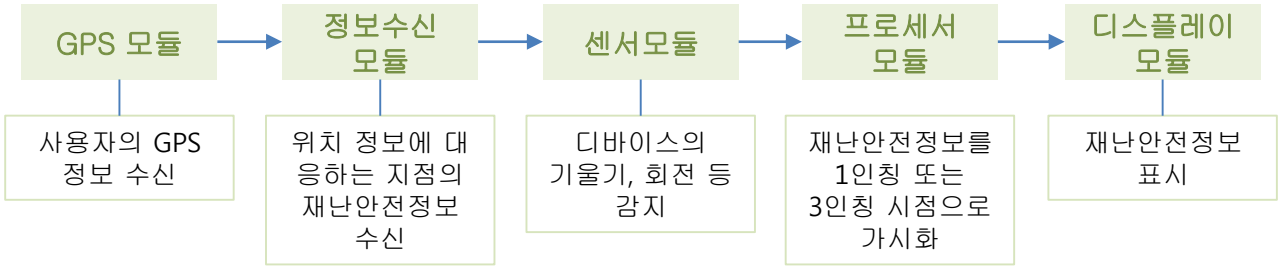 GPS 모듈
정보수신
모듈
센서모듈
프로세서
모듈
디스플레이
모듈
사용자의 GPS
정보 수신
위치 정보에 대
응하는 지점의
재난안전정보
수신
디바이스의
기울기, 회전 등
감지
재난안전정보를
1인칭 또는
3인칭 시점으로
가시화
재난안전정보
표시